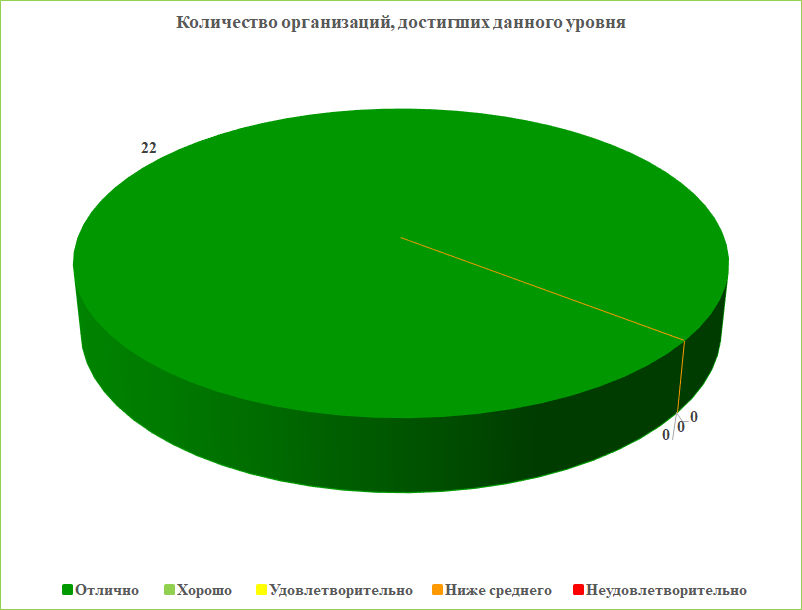 Количество организаций, достигших данного уровня
22
0
0
0
Отлично Хорошо Удовлетворительно Ниже среднего Неудовлетворительно